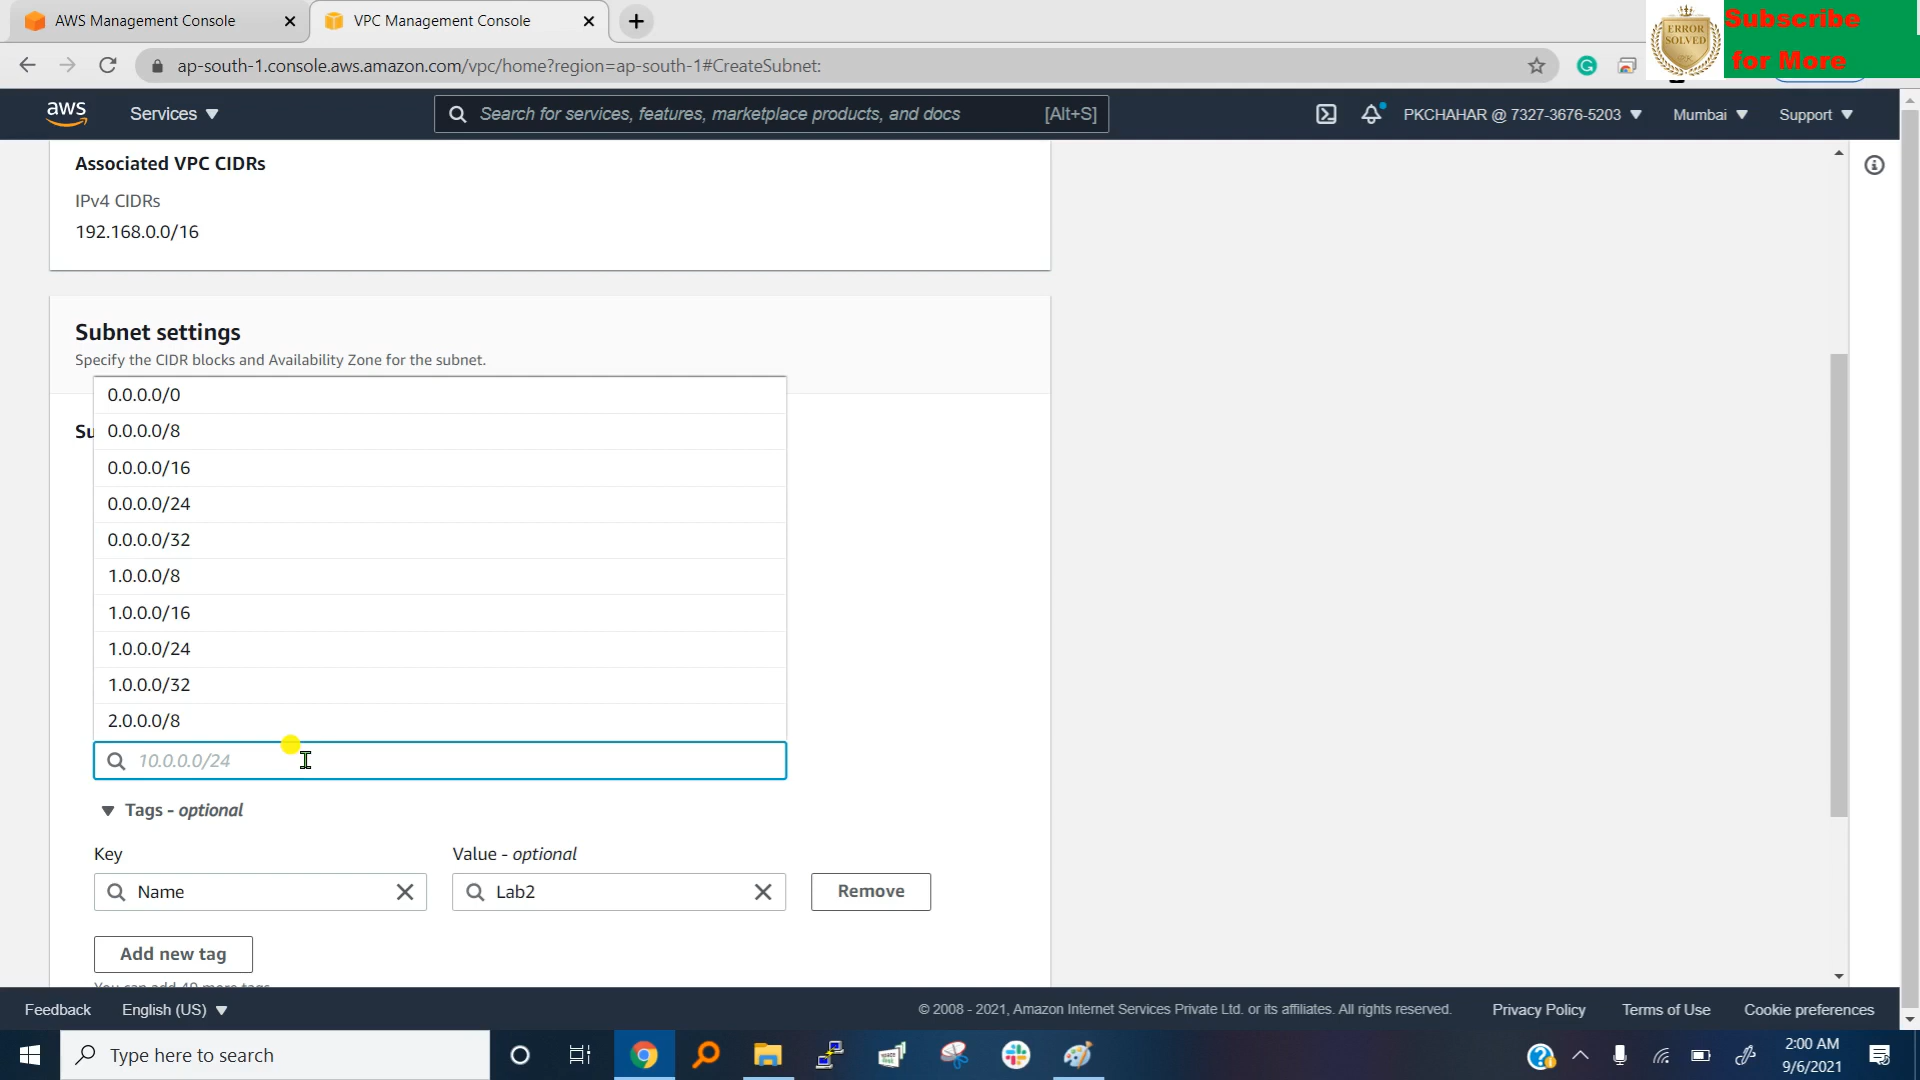 AWS Management Console
VPC Management Console
ERROR SOLVED
Subscribe
for More
ap-south-1.console.aws.amazon.com/vpc/home?region=ap-south-1#CreateSubnet:
aws
Services
Search for services, features, marketplace products, and docs
[Alt+S]
PKCHAHAR @ 7327-3676-5203
Mumbai
Support
Associated VPC CIDRs
IPv4 CIDRs
192.168.0.0/16
Subnet settings
Specify the CIDR blocks and Availability Zone for the subnet.
Su
0.0.0.0/0
0.0.0.0/8
0.0.0.0/16
0.0.0.0/24
0.0.0.0/32
1.0.0.0/8
1.0.0.0/16
1.0.0.0/24
1.0.0.0/32
2.0.0.0/8
10.0.0.0/24
Tags - optional
Key
Value - optional
Name
Lab2
Remove
Add new tag
You can add 49 more tags.
Feedback
English (US)
© 2008 - 2021, Amazon Internet Services Private Ltd. or its affiliates. All rights reserved.
Privacy Policy
Terms of Use
Cookie preferences
Type here to search
2:00 AM
9/6/2021